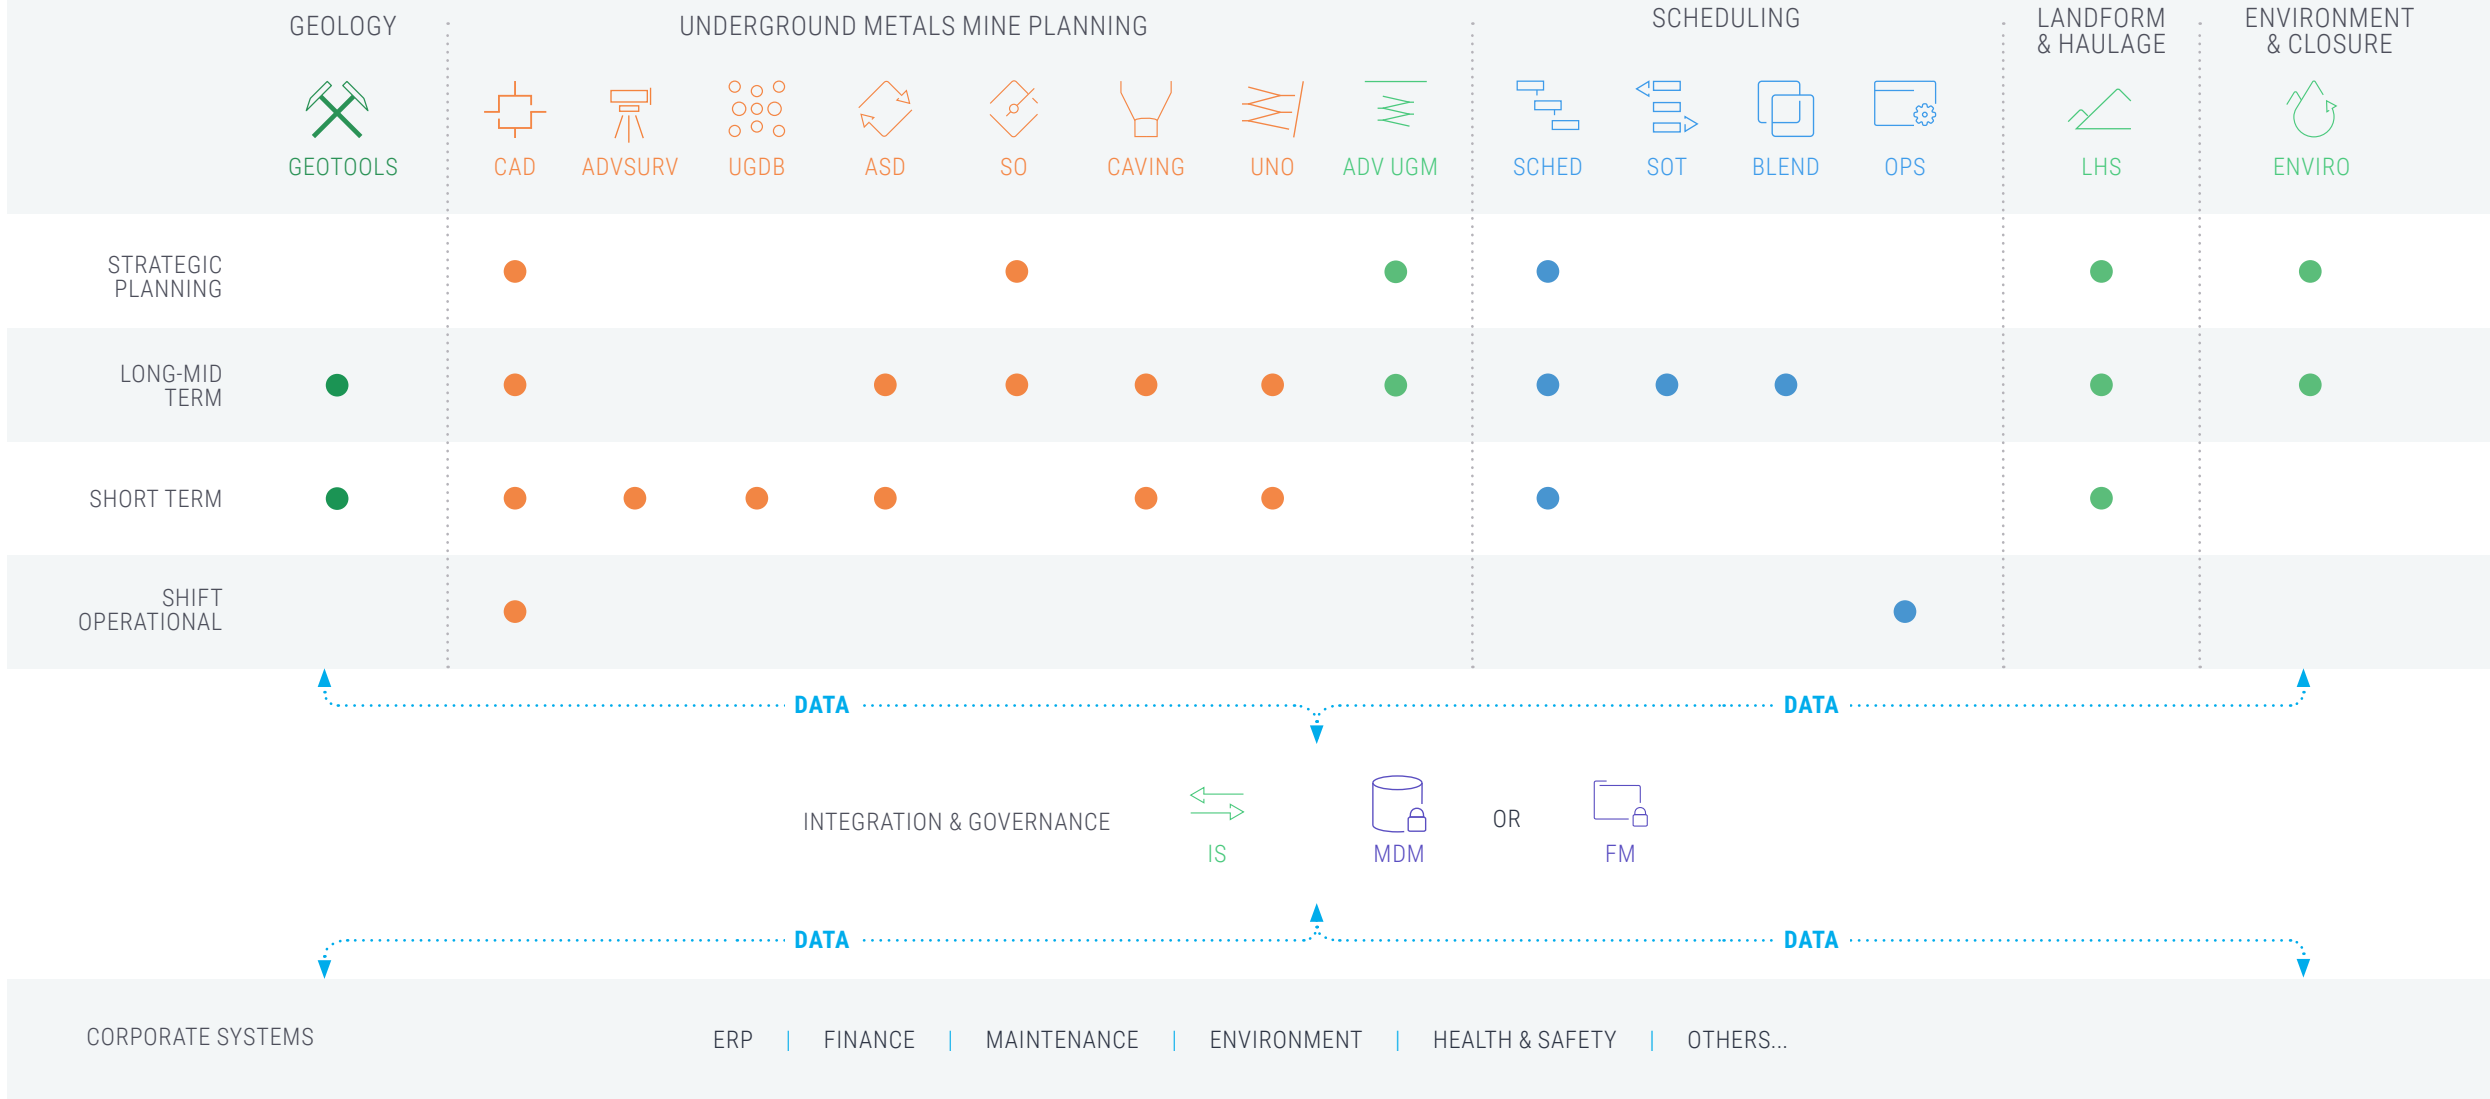 GEOLOGY
UNDERGROUND METALS MINE PLANNING
SCHEDULING
LANDFORM
& HAULAGE
ENVIRONMENT
& CLOSURE
GEOTOOLS
CAD
ADVSURV
UGDB
ASD
SO
CAVING
UNO
ADV UGM
SCHED
SOT
BLEND
OPS
LHS
ENVIRO
STRATEGIC
PLANNING
LONG-MID
TERM
SHORT TERM
SHIFT
OPERATIONAL
DATA
DATA
INTEGRATION & GOVERNANCE
IS
MDM
OR
FM
DATA
DATA
CORPORATE SYSTEMS
ERP | FINANCE | MAINTENANCE | ENVIRONMENT | HEALTH & SAFETY | OTHERS...